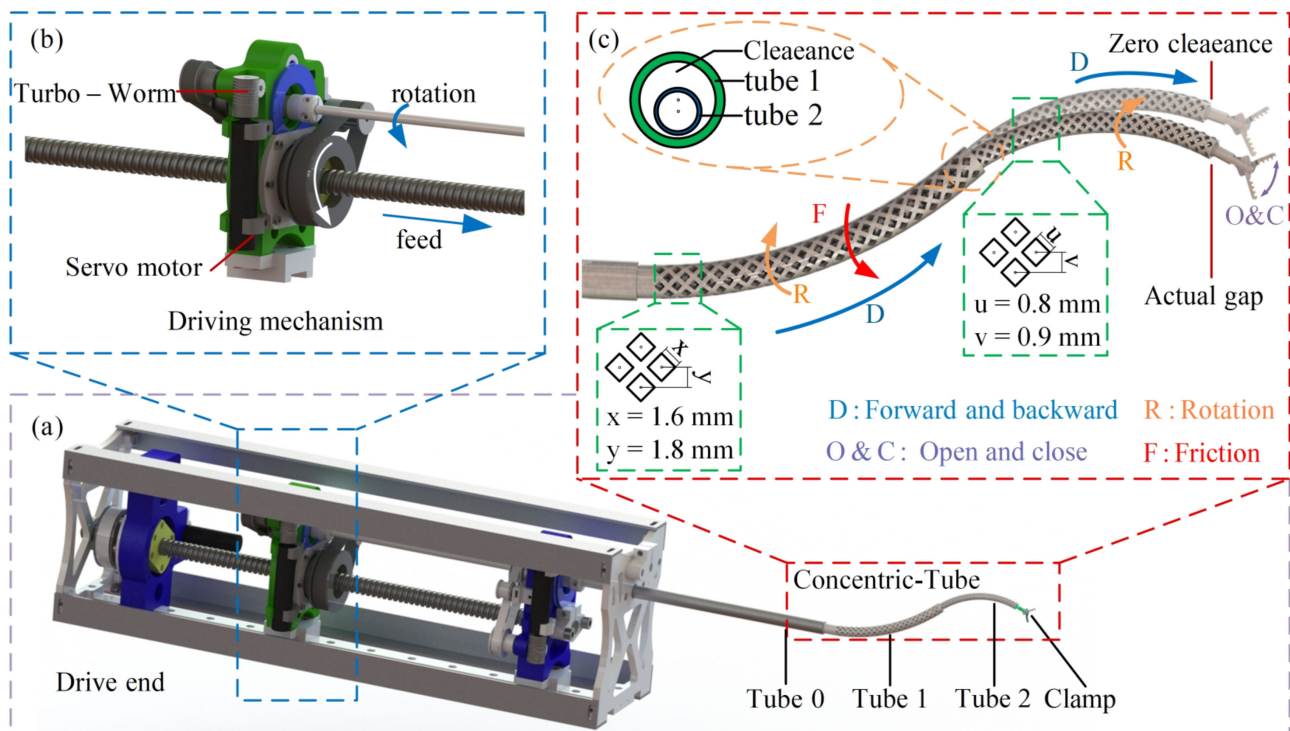 (b)
Turbo – Worm
rotation
feed
Servo motor
Driving mechanism
(c)
Cleaeance
tube 1
tube 2
D
Zero cleaeance
R
O&C
F
R
D
u
v
u = 0.8 mm
v = 0.9 mm
Actual gap
x
y
x = 1.6 mm
y = 1.8 mm
D : Forward and backward
R : Rotation
O & C : Open and close
F : Friction
(a)
Drive end
Concentric-Tube
Tube 0
Tube 1
Tube 2
Clamp